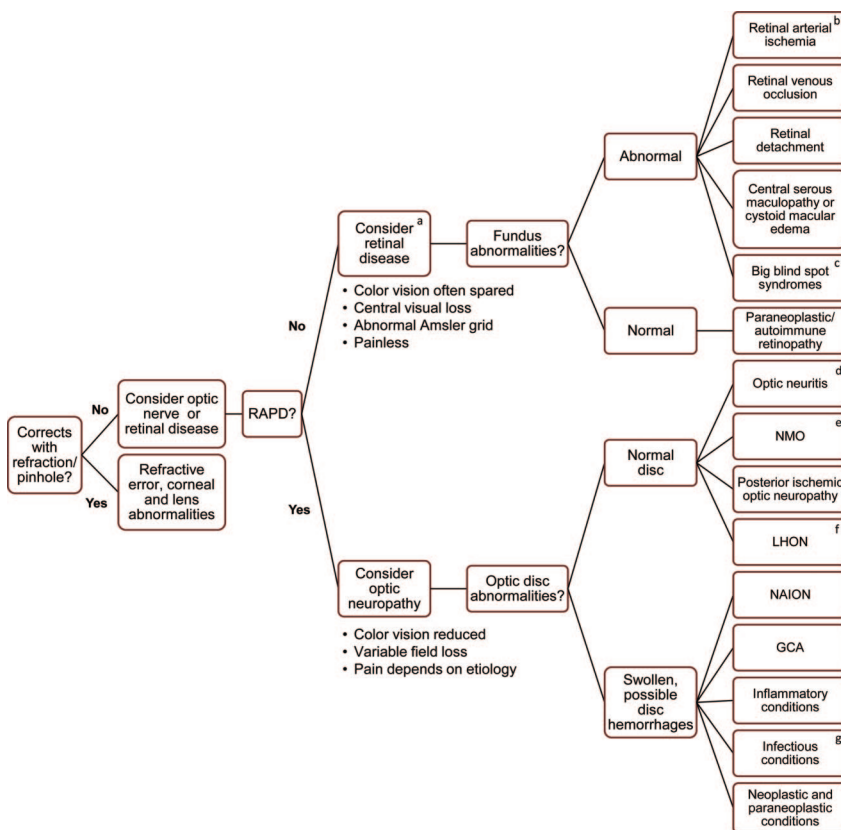 Corrects
with
refraction/
pinhole?
No
Yes
Consider optic
nerve or
retinal disease
Refractive
error, corneal
and lens
abnormalities
RAPD?
No
Yes
Consider a
retinal
disease
• Color vision often spared
• Central visual loss
• Abnormal Amsler grid
• Painless
Fundus
abnormalities?
Abnormal
Retinal arterial b
ischemia
Retinal venous
occlusion
Retinal
detachment
Central serous
maculopathy or
cystoid macular
edema
Big blind spot c
syndromes
Normal
Paraneoplastic/
autoimmune
retinopathy
Consider
optic
neuropathy
• Color vision reduced
• Variable field loss
• Pain depends on etiology
Optic disc
abnormalities?
Normal
disc
Optic neuritis d
NMO e
Posterior ischemic
optic neuropathy
LHON f
Swollen,
possible
disc
hemorrhages
NAION
GCA
Inflammatory
conditions
Infectious g
conditions
Neoplastic and
paraneoplastic
conditions